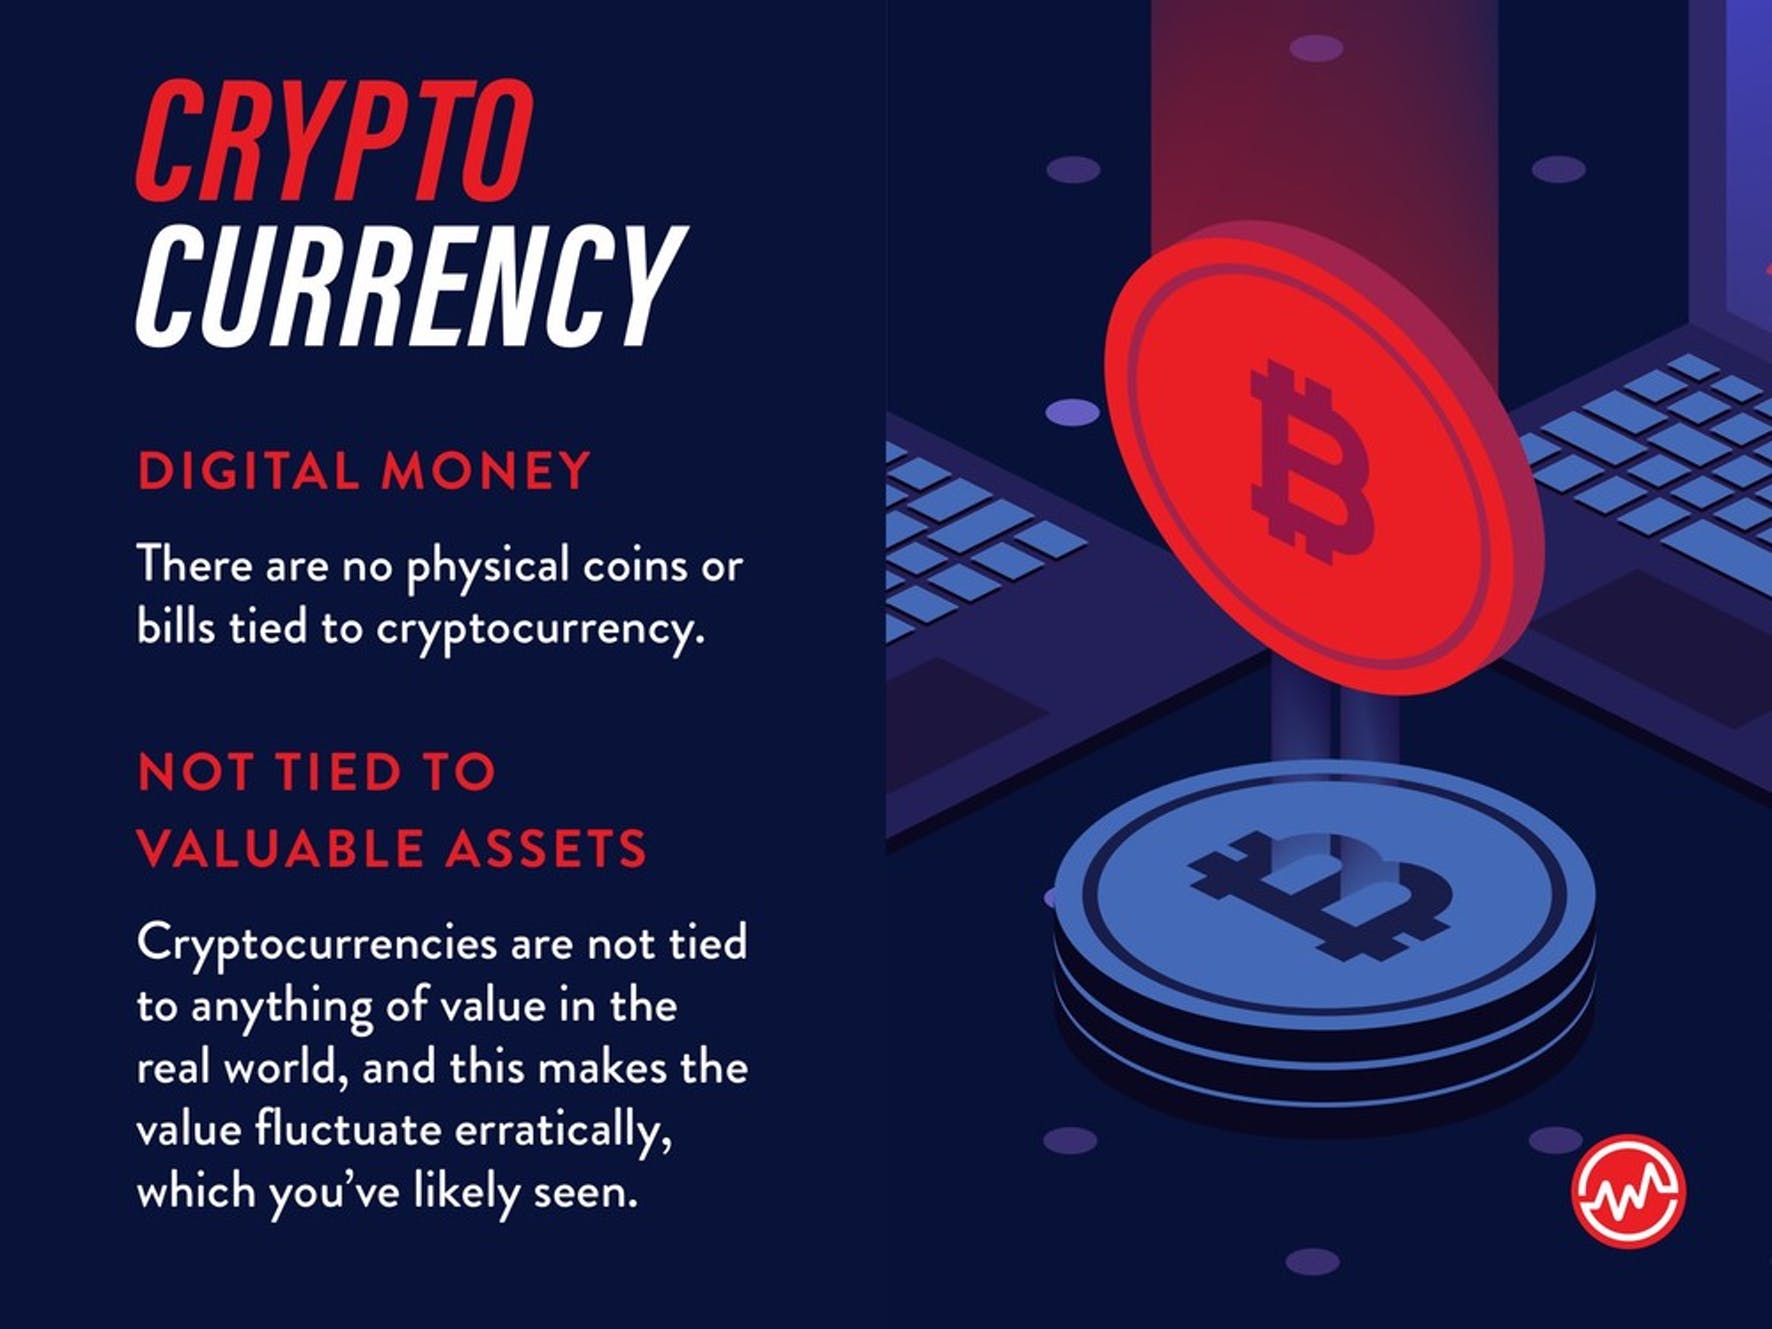 CRYPTO
CURRENCY
DIGITAL MONEY
There are no physical coins or
bills tied to cryptocurrency.
NOT TIED TO
VALUABLE ASSETS
Cryptocurrencies are not tied
to anything of value in the
real world, and this makes the
value fluctuate erratically,
which you’ve likely seen.